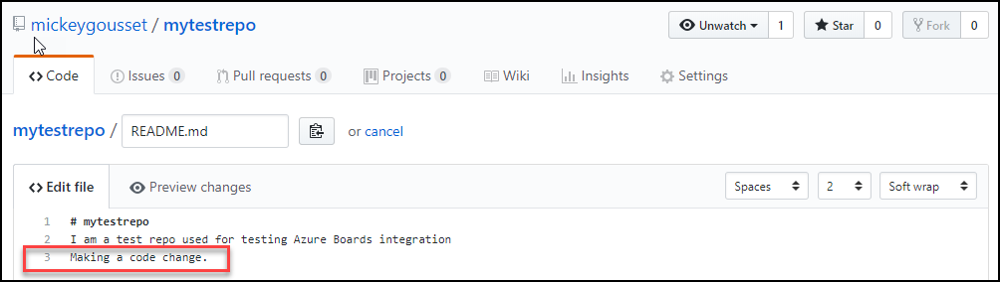 mickeygousset / mytestrepo
Unwatch 1 Star 0 Fork 0
<> Code Issues 0 Pull requests 0 Projects 0 Wiki Insights Settings
mytestrepo / README.md or cancel
<> Edit file Preview changes Spaces 2 Soft wrap
1 # mytestrepo
2 I am a test repo used for testing Azure Boards integration
3 Making a code change.